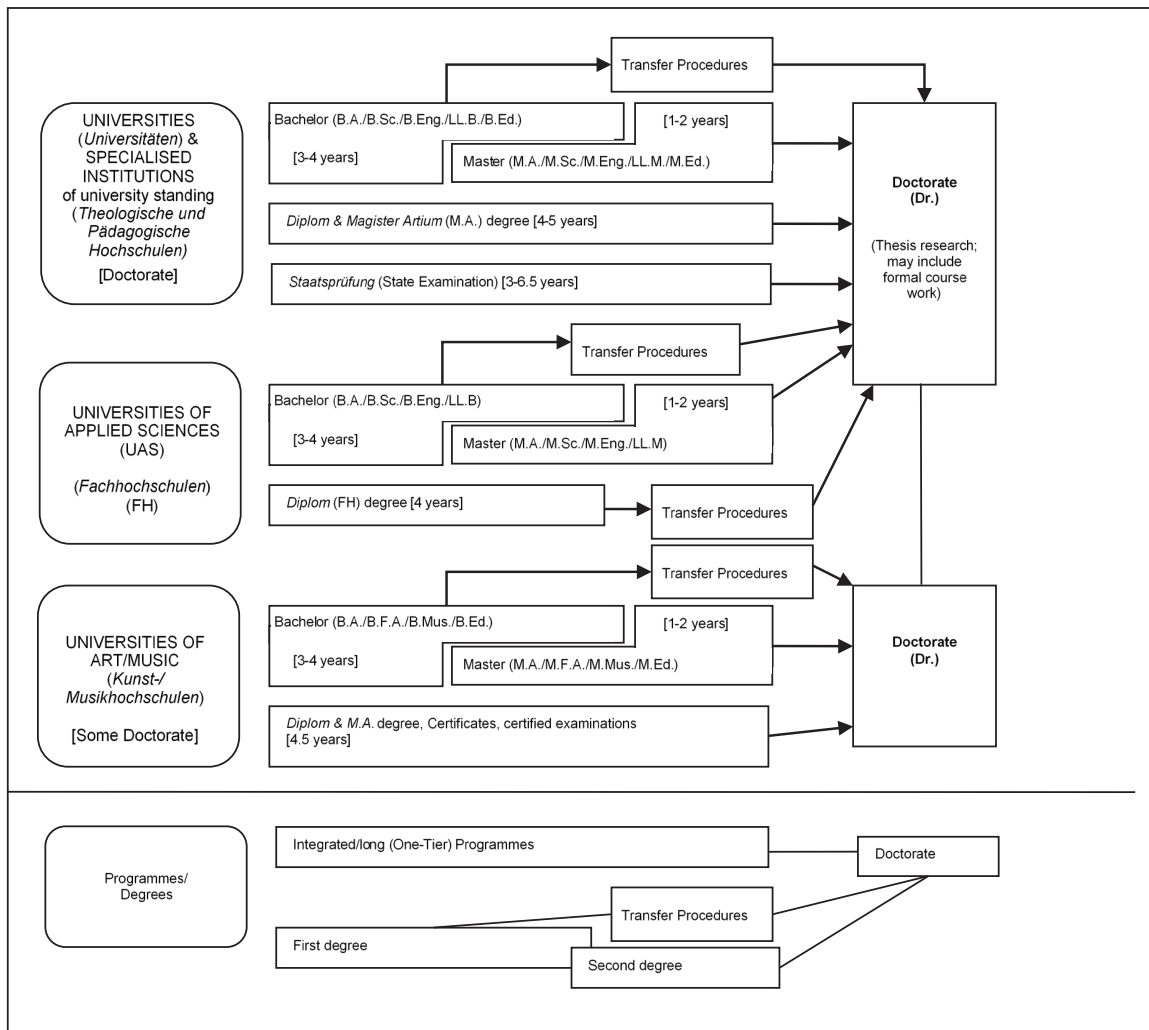 Transfer Procedures
UNIVERSITIES
(Universitäten) &
SPECIALISED
INSTITUTIONS
of university standing
(Theologische und
Pädagogische
Hochschulen)
[Doctorate]
Bachelor (B.A./B.Sc./B.Eng./LL.B./B.Ed.)
[3-4 years]
[1-2 years]
Master (M.A./M.Sc./M.Eng./LL.M./M.Ed.)
Diplom & Magister Artium (M.A.) degree [4-5 years]
Staatsprüfung (State Examination) [3-6.5 years]
Doctorate
(Dr.)
(Thesis research;
may include
formal course
work)
Transfer Procedures
UNIVERSITIES OF
APPLIED SCIENCES
(UAS)
(Fachhochschulen)
(FH)
Bachelor (B.A./B.Sc./B.Eng./LL.B)
[3-4 years]
[1-2 years]
Master (M.A./M.Sc./M.Eng./LL.M)
Diplom (FH) degree [4 years]
Transfer Procedures
Transfer Procedures
UNIVERSITIES OF
ART/MUSIC
(Kunst-/
Musikhochschulen)
[Some Doctorate]
Bachelor (B.A./B.F.A./B.Mus./B.Ed.)
[3-4 years]
[1-2 years]
Master (M.A./M.F.A./M.Mus./M.Ed.)
Diplom & M.A. degree, Certificates, certified examinations
[4.5 years]
Doctorate
(Dr.)
Programmes/
Degrees
Integrated/long (One-Tier) Programmes
Doctorate
Transfer Procedures
First degree
Second degree